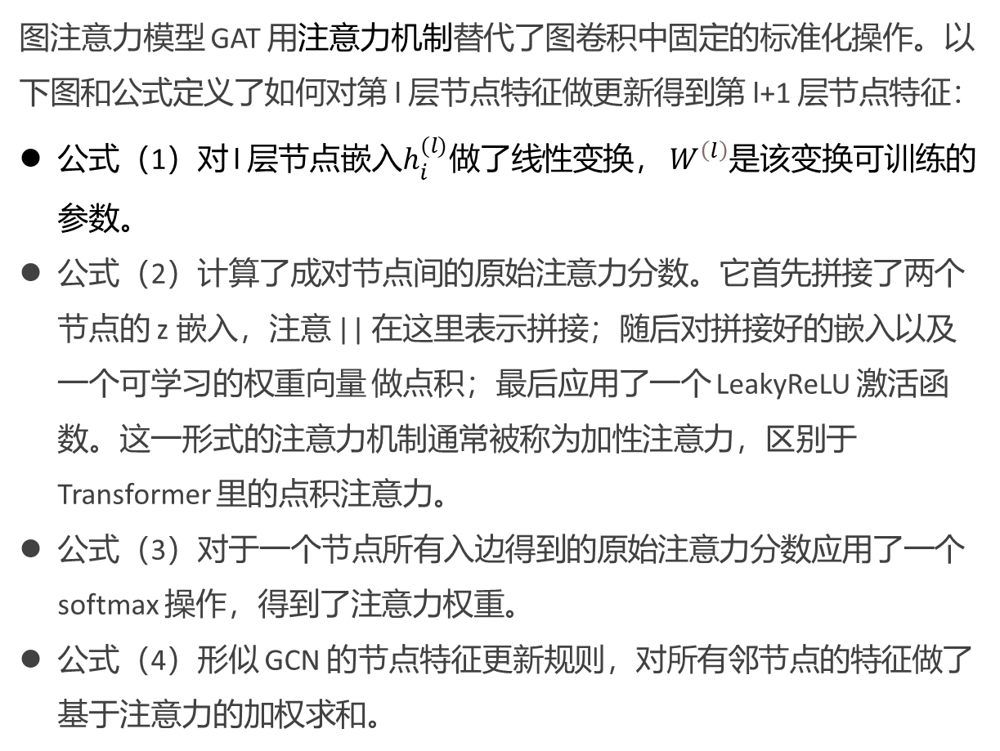 图注意力模型 GAT 用注意力机制替代了图卷积中固定的标准化操作。以
下图和公式定义了如何对第 l 层节点特征做更新得到第 l+1 层节点特征：
● 公式（1）对 l 层节点嵌入h_i^{(l)}做了线性变换，W^{(l)}是该变换可训练的
参数。
● 公式（2）计算了成对节点间的原始注意力分数。它首先拼接了两个
节点的 z 嵌入，注意 || 在这里表示拼接；随后对拼接好的嵌入以及
一个可学习的权重向量 做点积；最后应用了一个 LeakyReLU 激活函
数。这一形式的注意力机制通常被称为加性注意力，区别于
Transformer 里的点积注意力。
● 公式（3）对于一个节点所有入边得到的原始注意力分数应用了一个
softmax 操作，得到了注意力权重。
● 公式（4）形似 GCN 的节点特征更新规则，对所有邻节点的特征做了
基于注意力的加权求和。